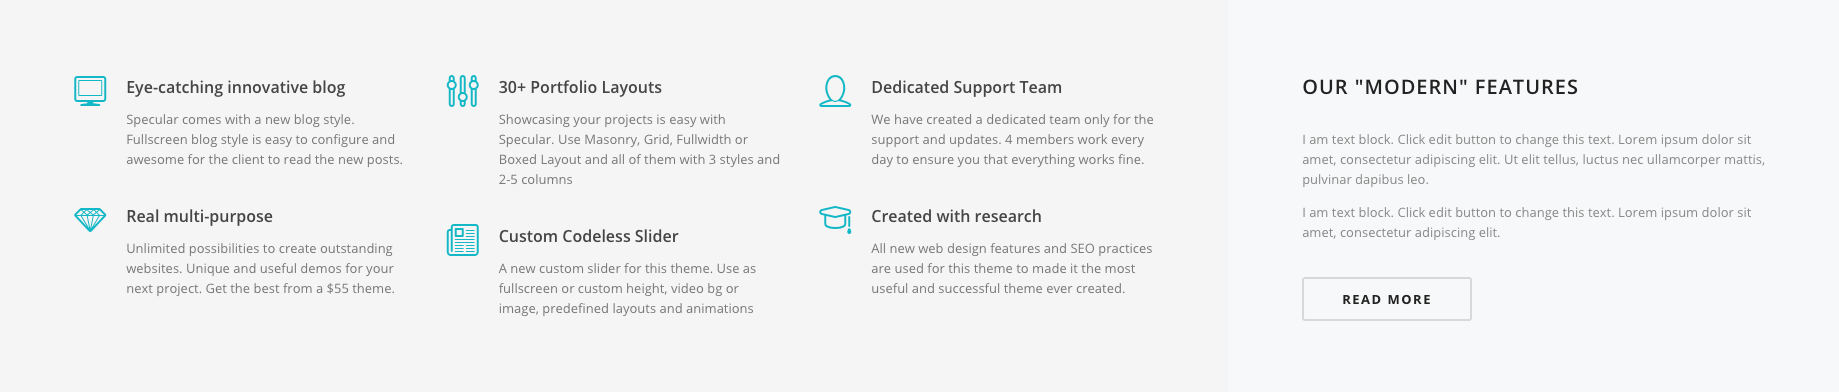 Eye-catching innovative blog
Specular comes with a new blog style.
Fullscreen blog style is easy to configure and
awesome for the client to read the new posts.
Real multi-purpose
Unlimited possibilities to create outstanding
websites. Unique and useful demos for your
next project. Get the best from a $55 theme.
30+ Portfolio Layouts
Showcasing your projects is easy with
Specular. Use Masonry, Grid, Fullwidth or
Boxed Layout and all of them with 3 styles and
2-5 columns
Custom Codeless Slider
A new custom slider for this theme. Use as
fullscreen or custom height, video bg or
image, predefined layouts and animations
Dedicated Support Team
We have created a dedicated team only for the
support and updates. 4 members work every
day to ensure you that everything works fine.
Created with research
All new web design features and SEO practices
are used for this theme to made it the most
useful and successful theme ever created.
OUR "MODERN" FEATURES
I am text block. Click edit button to change this text. Lorem ipsum dolor sit
amet, consectetur adipiscing elit. Ut elit tellus, luctus nec ullamcorper mattis,
pulvinar dapibus leo.
I am text block. Click edit button to change this text. Lorem ipsum dolor sit
amet, consectetur adipiscing elit.
READ MORE